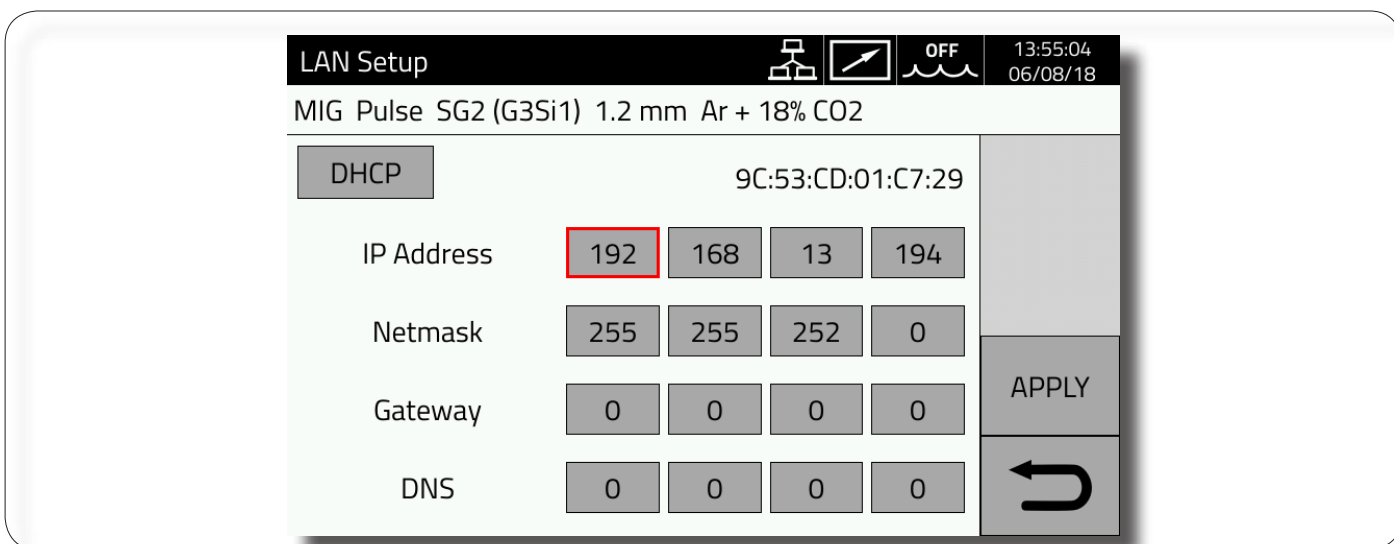 LAN Setup OFF 13:55:04
06/08/18
MIG Pulse SG2 (G3Si1) 1.2 mm Ar + 18% CO2
DHCP 9C:53:CD:01:C7:29
IP Address 192 168 13 194
Netmask 255 255 252 0
Gateway 0 0 0 0
APPLY
DNS 0 0 0 0